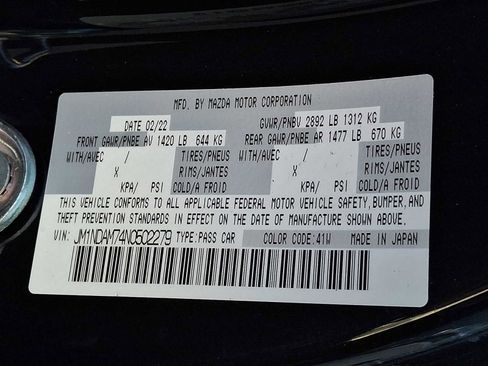 MFD. BY MAZDA MOTOR CORPORATION
DATE 02/22 GVWR/PNBV 2892 LB 1312 KG
FRONT GAWR/PNBE AV 1420 LB 644 KG REAR GAWR/PNBE AR 1477 LB 670 KG
WITH/AVEC / TIRES/PNEUS WITH/AVEC / TIRES/PNEUS
X RIMS/JANTES X RIMS/JANTES
KPA/ PSI COLD/A FROID KPA/ PSI COLD/A FROID
THIS VEHICLE CONFORMS TO ALL APPLICABLE FEDERAL MOTOR VEHICLE SAFETY, BUMPER, AND
THEFT PREVENTION STANDARDS IN EFFECT ON THE DATE OF MANUFACTURE SHOWN ABOVE.
VIN: JM1NDAM74N0502279 TYPE:PASS CAR COLOR CODE:41W MADE IN JAPAN